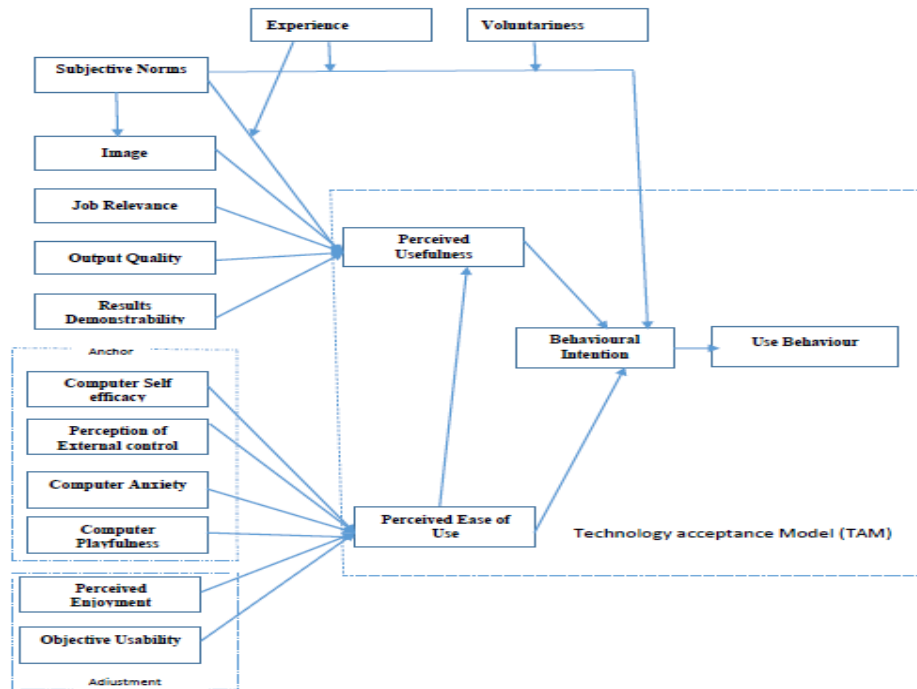 Experience
Voluntariness
Subjective Norms
Image
Job Relevance
Output Quality
Results
Demonstrability
Perceived
Usefulness
Behavioural
Intention
Use Behaviour
Anchor
Computer Self
efficacy
Perception of
External control
Computer Anxiety
Computer
Playfulness
Perceived Ease of
Use
Technology acceptance Model (TAM)
Perceived
Enjoyment
Objective Usability
Adjustment